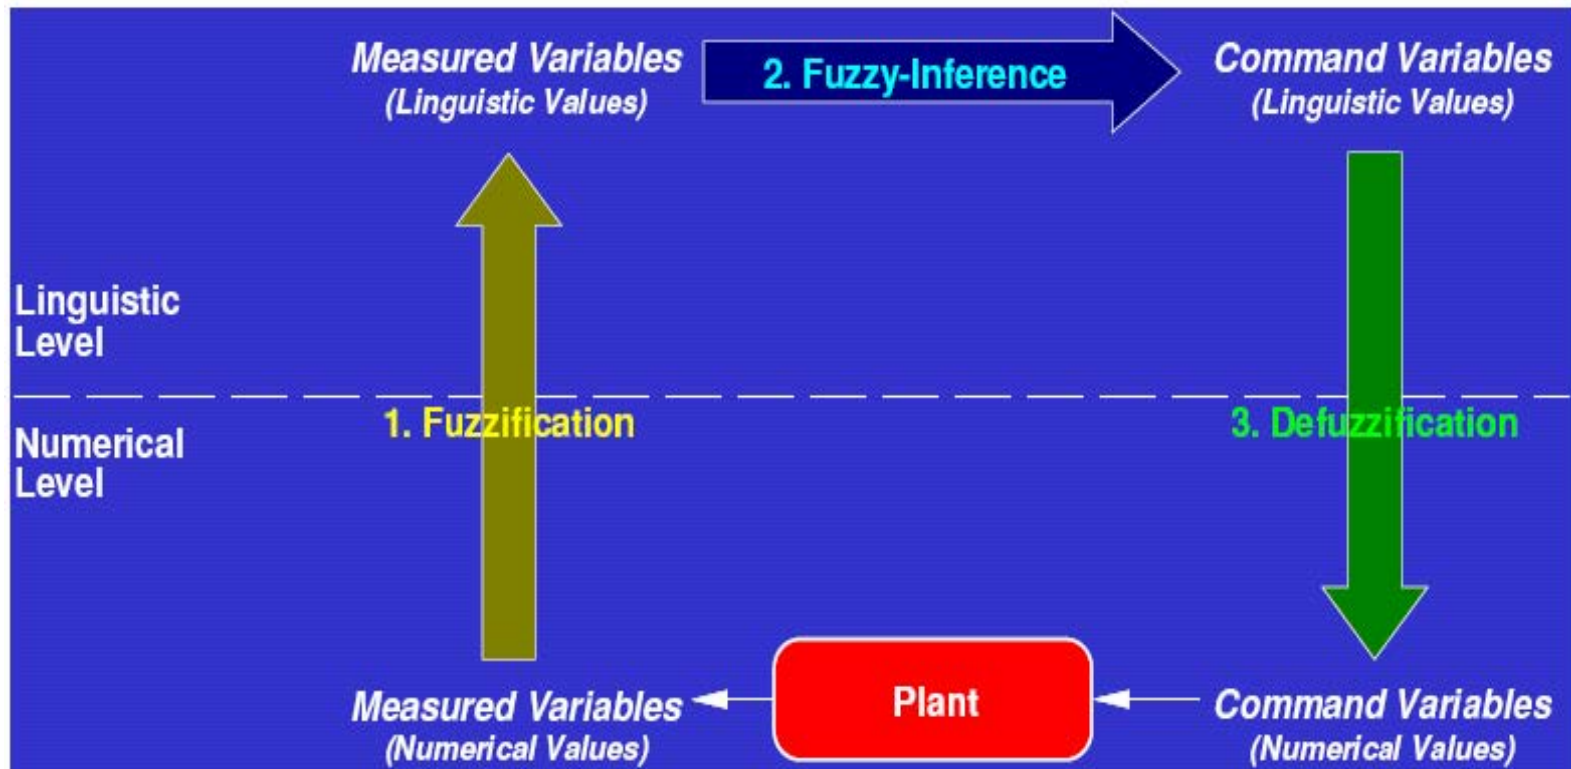 Measured Variables
(Linguistic Values)
2. Fuzzy-Inference
Command Variables
(Linguistic Values)
Linguistic
Level
1. Fuzzification
3. Defuzzification
Numerical
Level
Measured Variables
(Numerical Values)
Plant
Command Variables
(Numerical Values)